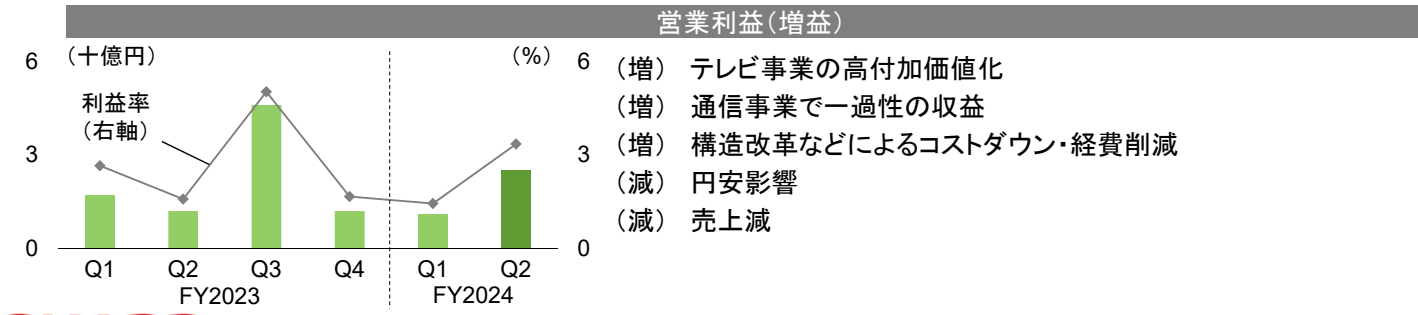 営業利益（増益）
6 （十億円） （%） 6
利益率
（右軸）
3 3
0 0
Q1 Q2 Q3 Q4 Q1 Q2
FY2023 FY2024
（増） テレビ事業の高付加価値化
（増） 通信事業で一過性の収益
（増） 構造改革などによるコストダウン・経費削減
（減） 円安影響
（減） 売上減